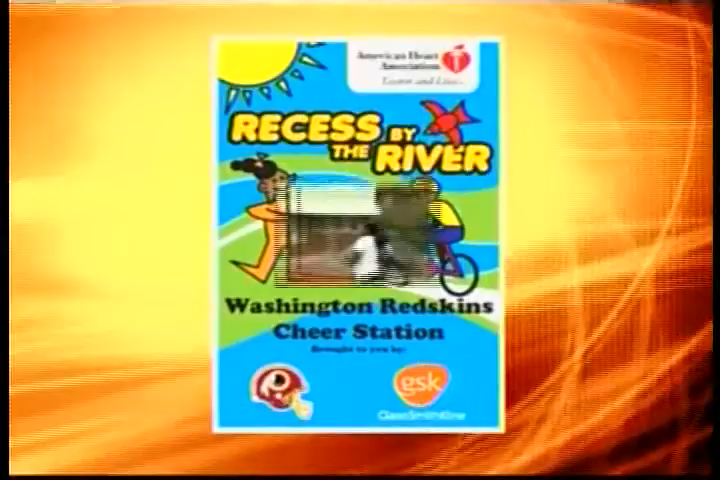 American Heart
Association
Learn and Live
RECESS BY
THE RIVER
Washington Redskins
Cheer Station
Brought to you by:
gsk
GlaxoSmithKline